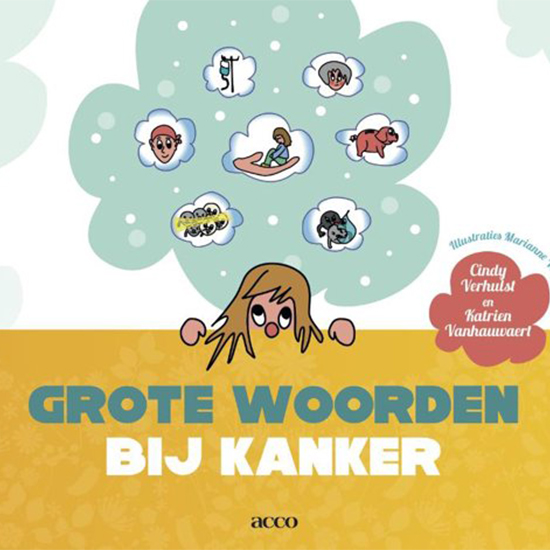 Illustraties Marianne
Cindy
Verhulst
en
Katrien
Vanhauwaert
GROTE WOORDEN
BIJ KANKER
acco